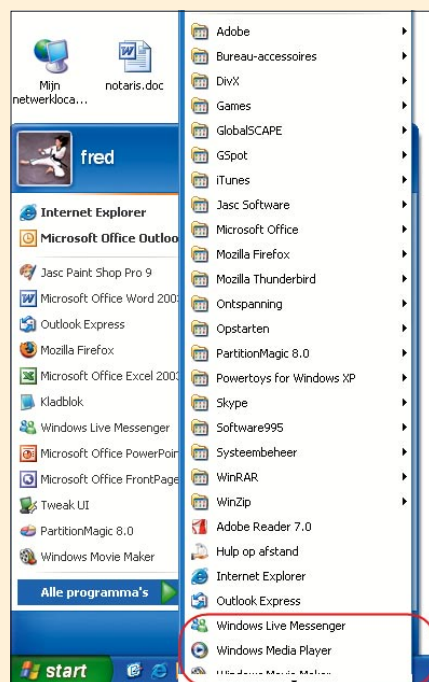 Mijn
netwerkloca...
notaris.doc
fred
Internet Explorer
Microsoft Office Outloo
Jasc Paint Shop Pro 9
Microsoft Office Word 200
Outlook Express
Mozilla Firefox
Microsoft Office Excel 2003
Kladblok
Windows Live Messenger
Microsoft Office PowerPoin
Microsoft Office FrontPage
Tweak UI
PartitionMagic 8.0
Windows Movie Maker
Alle programma's
start
Adobe
Bureau-accessoires
DivX
Games
GlobalSCAPE
GSpot
iTunes
Jasc Software
Microsoft Office
Mozilla Firefox
Mozilla Thunderbird
Ontspanning
Opstarten
PartitionMagic 8.0
Powertoys for Windows XP
Skype
Software995
Systeembeheer
WinRAR
WinZip
Adobe Reader 7.0
Hulp op afstand
Internet Explorer
Outlook Express
Windows Live Messenger
Windows Media Player
Windows Movie Maker